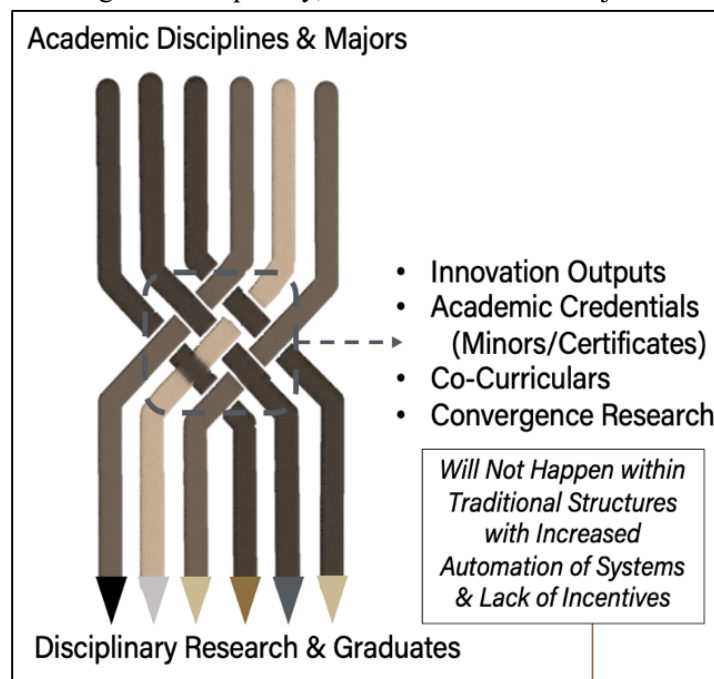 Academic Disciplines & Majors
• Innovation Outputs
• Academic Credentials
(Minors/Certificates)
• Co-Curriculars
• Convergence Research
Will Not Happen within
Traditional Structures
with Increased
Automation of Systems
& Lack of Incentives
Disciplinary Research & Graduates